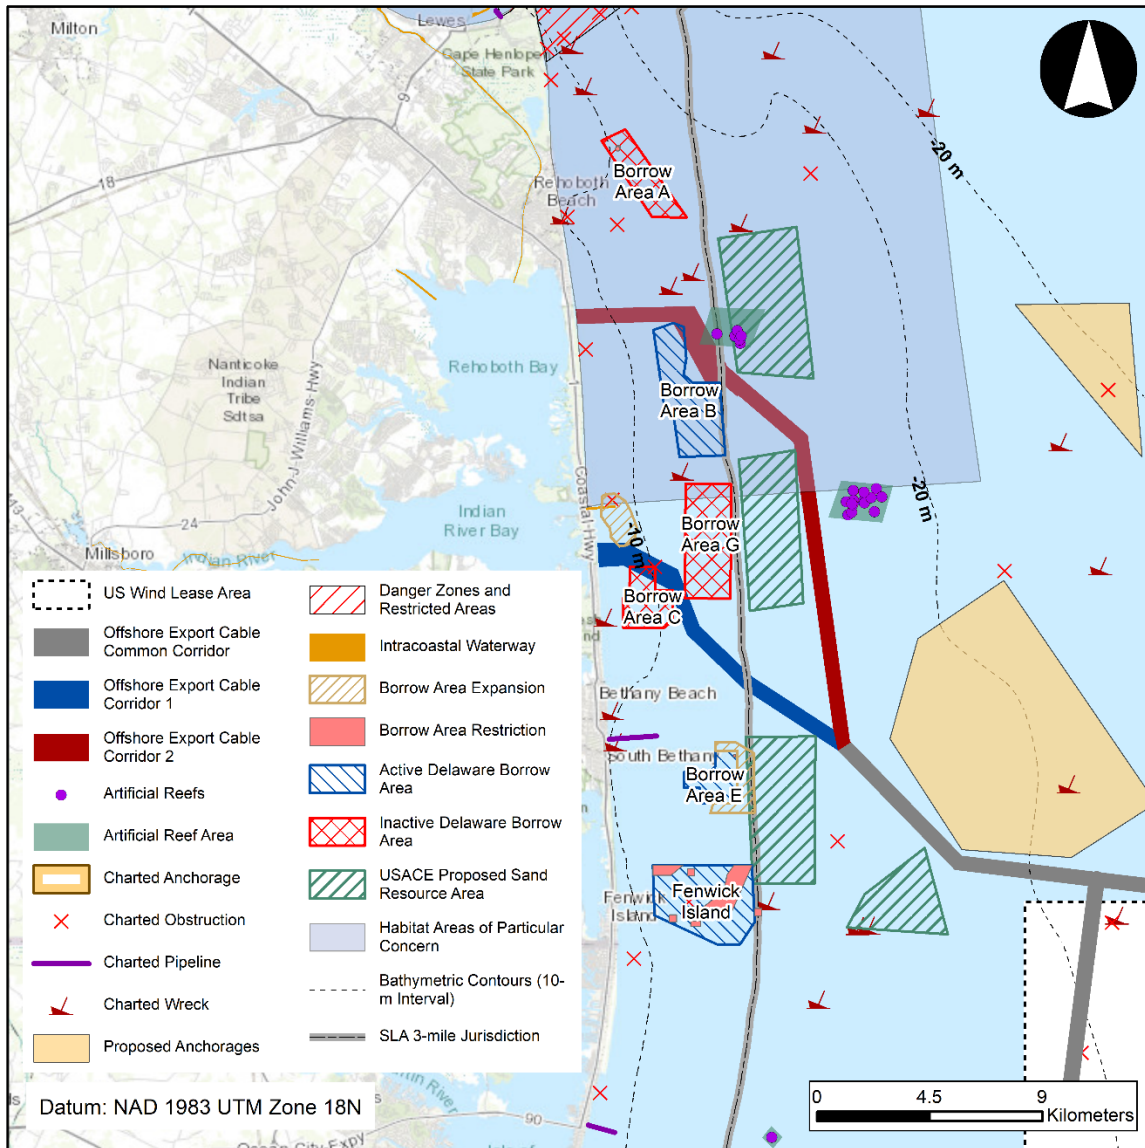 Milton
Lewes
Cape Henlopen
State Park
9
18
Rehoboth
Beach
Borrow
Area A
-20 m
Nanticoke
Indian
Tribe
Sdtsa
John J Williams Hwy
Rehoboth Bay
1
Borrow
Area B
Coastal Hwy
-20 m
24
Indian
River Bay
Millsboro
Indian River
-10 m
Borrow
Area G
Borrow
Area C
Bethany Beach
South Bethany
Borrow
Area E
Fenwick
Island
Fenwick
Island
US Wind Lease Area
Offshore Export Cable
Common Corridor
Offshore Export Cable
Corridor 1
Offshore Export Cable
Corridor 2
Artificial Reefs
Artificial Reef Area
Charted Anchorage
Charted Obstruction
Charted Pipeline
Charted Wreck
Proposed Anchorages
Danger Zones and
Restricted Areas
Intracoastal Waterway
Borrow Area Expansion
Borrow Area Restriction
Active Delaware Borrow
Area
Inactive Delaware Borrow
Area
USACE Proposed Sand
Resource Area
Habitat Areas of Particular
Concern
Bathymetric Contours (10-
m Interval)
SLA 3-mile Jurisdiction
Datum: NAD 1983 UTM Zone 18N
90
Ocean City Expy
0 4.5 9
Kilometers